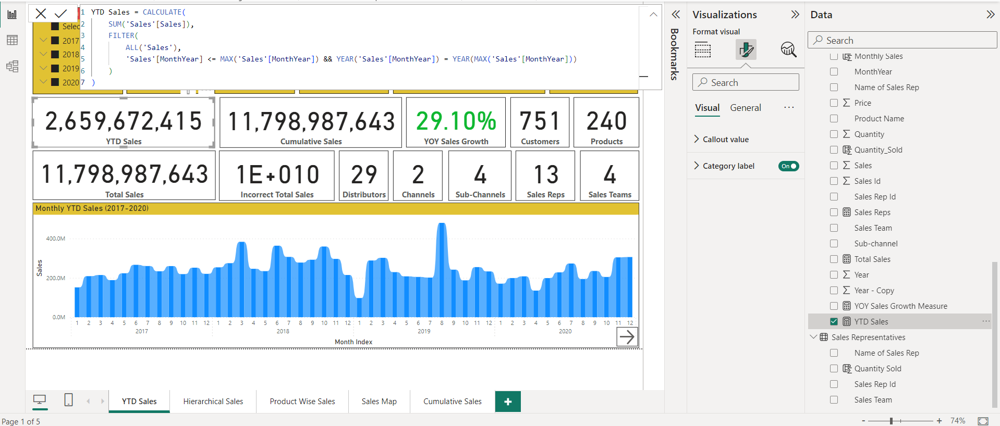 1 YTD Sales = CALCULATE(
2 SUM('Sales'[Sales]),
3 FILTER(
4 ALL('Sales'),
5 'Sales'[MonthYear] <= MAX('Sales'[MonthYear]) && YEAR('Sales'[MonthYear]) = YEAR(MAX('Sales'[MonthYear]))
6 )
7 )
Selec
2017
2018
2019
2020
2,659,672,415
YTD Sales
11,798,987,643
Cumulative Sales
29.10%
YOY Sales Growth
751
Customers
240
Products
11,798,987,643
Total Sales
1E+010
Incorrect Total Sales
29
Distributors
2
Channels
4
Sub-Channels
13
Sales Reps
4
Sales Teams
Monthly YTD Sales (2017-2020)
Sales
400.0M
200.0M
0.0M
1 2 3 4 5 6 7 8 9 10 11 12 1 2 3 4 5 6 7 8 9 10 11 12 1 2 3 4 5 6 7 8 9 10 11 12 1 2 3 4 5 6 7 8 9 10 11 12
2017 2018 2019 2020
Month Index
YTD Sales
Hierarchical Sales
Product Wise Sales
Sales Map
Cumulative Sales
+
Page 1 of 5
Bookmarks
Visualizations
Format visual
Search
Visual General ...
Callout value
Category label On
Data
Search
Monthly Sales
MonthYear
Name of Sales Rep
Price
Product Name
Quantity
Quantity_Sold
Sales
Sales Id
Sales Rep Id
Sales Reps
Sales Team
Sub-channel
Total Sales
Year
Year - Copy
YOY Sales Growth Measure
YTD Sales ...
Sales Representatives
Name of Sales Rep
Quantity Sold
Sales Rep Id
Sales Team
- + 74%